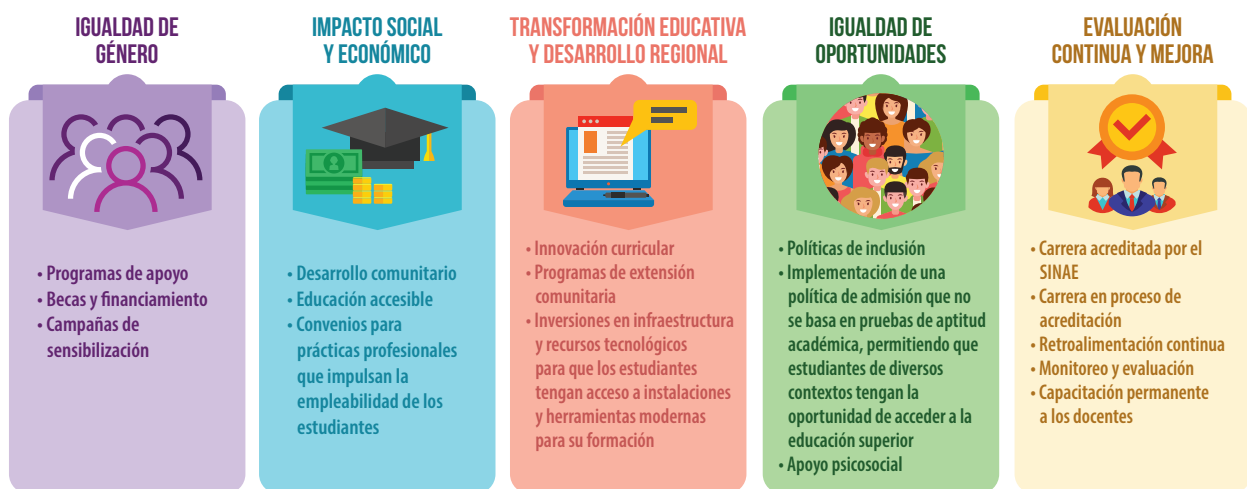 IGUALDAD DE
GÉNERO
• Programas de apoyo
• Becas y financiamiento
• Campañas de
sensibilización
IMPACTO SOCIAL
Y ECONÓMICO
• Desarrollo comunitario
• Educación accesible
• Convenios para
prácticas profesionales
que impulsan la
empleabilidad de los
estudiantes
TRANSFORMACIÓN EDUCATIVA
Y DESARROLLO REGIONAL
• Innovación curricular
• Programas de extensión
comunitaria
• Inversiones en infraestructura
y recursos tecnológicos
para que los estudiantes
tengan acceso a instalaciones
y herramientas modernas
para su formación
IGUALDAD DE
OPORTUNIDADES
• Políticas de inclusión
• Implementación de una
política de admisión que no
se basa en pruebas de aptitud
académica, permitiendo que
estudiantes de diversos
contextos tengan la
oportunidad de acceder a la
educación superior
• Apoyo psicosocial
EVALUACIÓN
CONTINUA Y MEJORA
• Carrera acreditada por el
SINAE
• Carrera en proceso de
acreditación
• Retroalimentación continua
• Monitoreo y evaluación
• Capacitación permanente
a los docentes